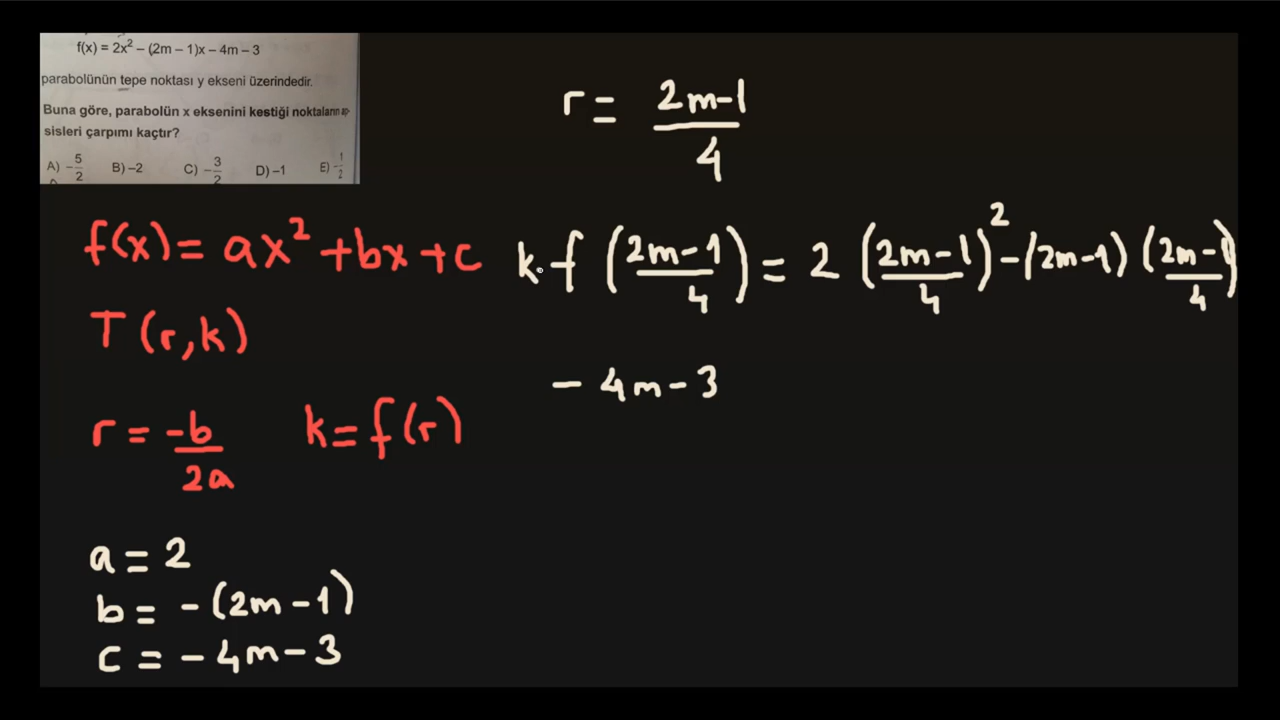 f(x) = 2x² – (2m – 1)x – 4m – 3
parabolünün tepe noktası y ekseni üzerindedir.
Buna göre, parabolün x eksenini kestiği noktaların ap-
sisleri çarpımı kaçtır?
A) -5/2 B) –2 C) -3/2 D) –1 E) -1/2
r = (2m-1)/4
f(x) = ax² + bx + c
k = f((2m-1)/4) = 2((2m-1)/4)² - (2m-1)((2m-1)/4)
- 4m - 3
T(r,k)
r = -b/2a k = f(r)
a = 2
b = -(2m-1)
c = -4m-3